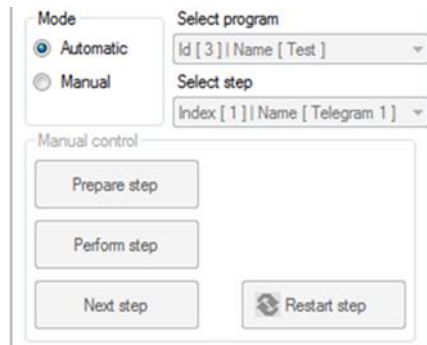 Mode
Automatic
Manual
Select program
Id [ 3 ] | Name [ Test ]
Select step
Index [ 1 ] | Name [ Telegram 1 ]
Manual control
Prepare step
Perform step
Next step
Restart step